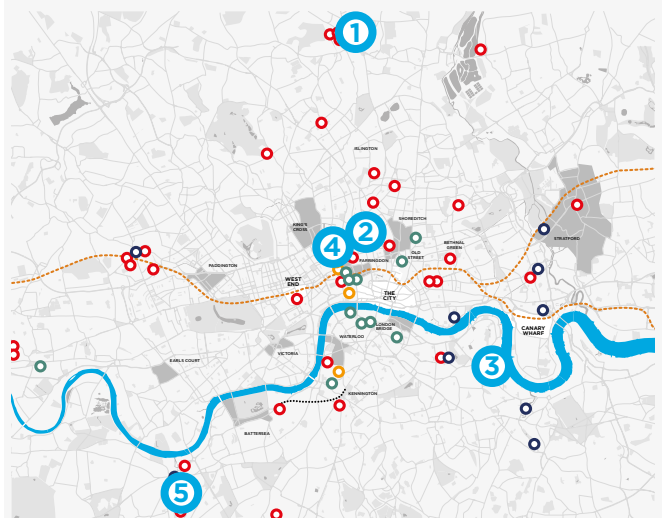 1
ISLINGTON
SHOREDITCH
KING'S
CROSS
2
4
FARRINGDON
OLD
STREET
BETHNAL
GREEN
STRATFORD
PADDINGTON
WEST
END
THE
CITY
LONDON
BRIDGE
WATERLOO
CANARY
WHARF
VICTORIA
EARLS COURT
3
KENNINGTON
BATTERSEA
5